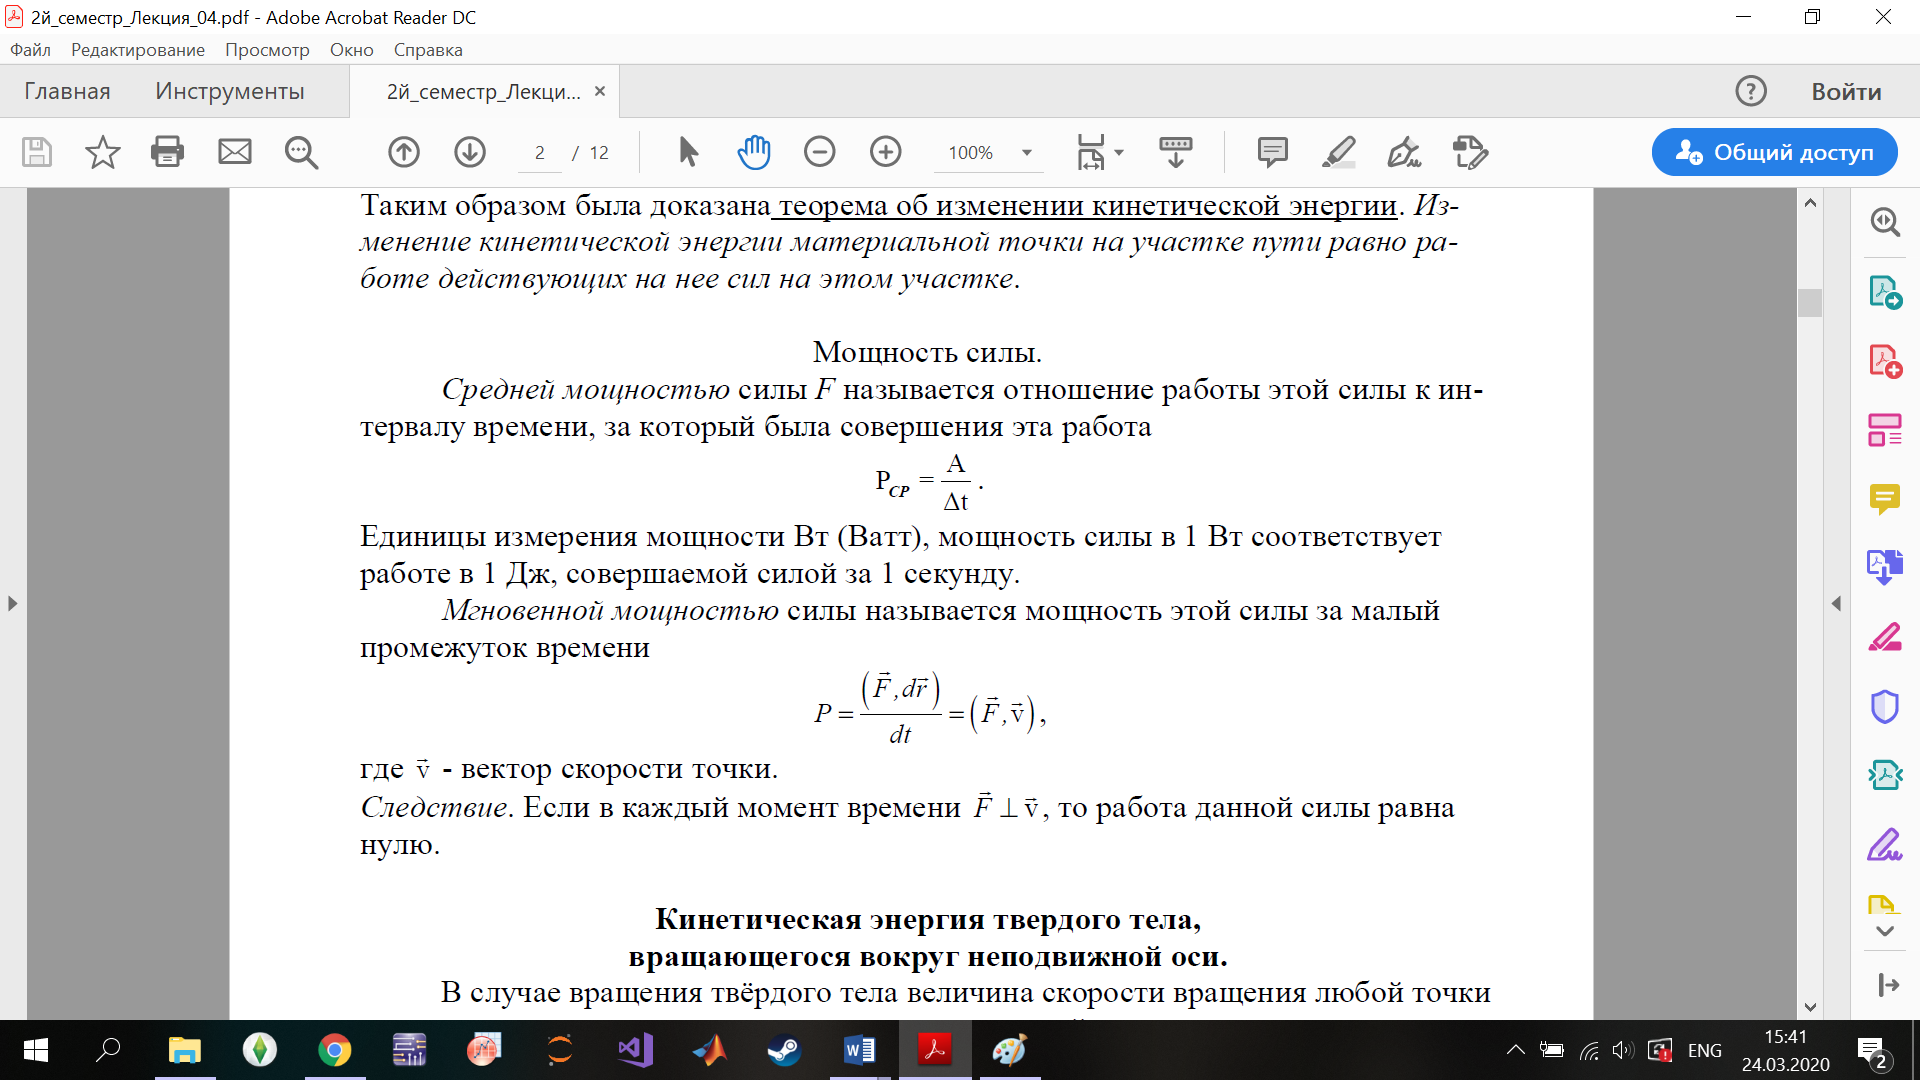 2й_семестр_Лекция_04.pdf - Adobe Acrobat Reader DC
Файл Редактирование Просмотр Окно Справка
Главная Инструменты 2й_семестр_Лекци... × ? Войти
2 / 12 100% Общий доступ
Таким образом была доказана теорема об изменении кинетической энергии. Из-
менение кинетической энергии материальной точки на участке пути равно ра-
боте действующих на нее сил на этом участке.
Мощность силы.
Средней мощностью силы F называется отношение работы этой силы к ин-
тервалу времени, за который была совершения эта работа
P_CP = A/Δt .
Единицы измерения мощности Вт (Ватт), мощность силы в 1 Вт соответствует
работе в 1 Дж, совершаемой силой за 1 секунду.
Мгновенной мощностью силы называется мощность этой силы за малый
промежуток времени
P = (F⃗, dr⃗)/dt = (F⃗, v⃗),
где v⃗ - вектор скорости точки.
Следствие. Если в каждый момент времени F⃗ ⊥ v⃗, то работа данной силы равна
нулю.
Кинетическая энергия твердого тела,
вращающегося вокруг неподвижной оси.
В случае вращения твёрдого тела величина скорости вращения любой точки
ENG 15:41
24.03.2020 2